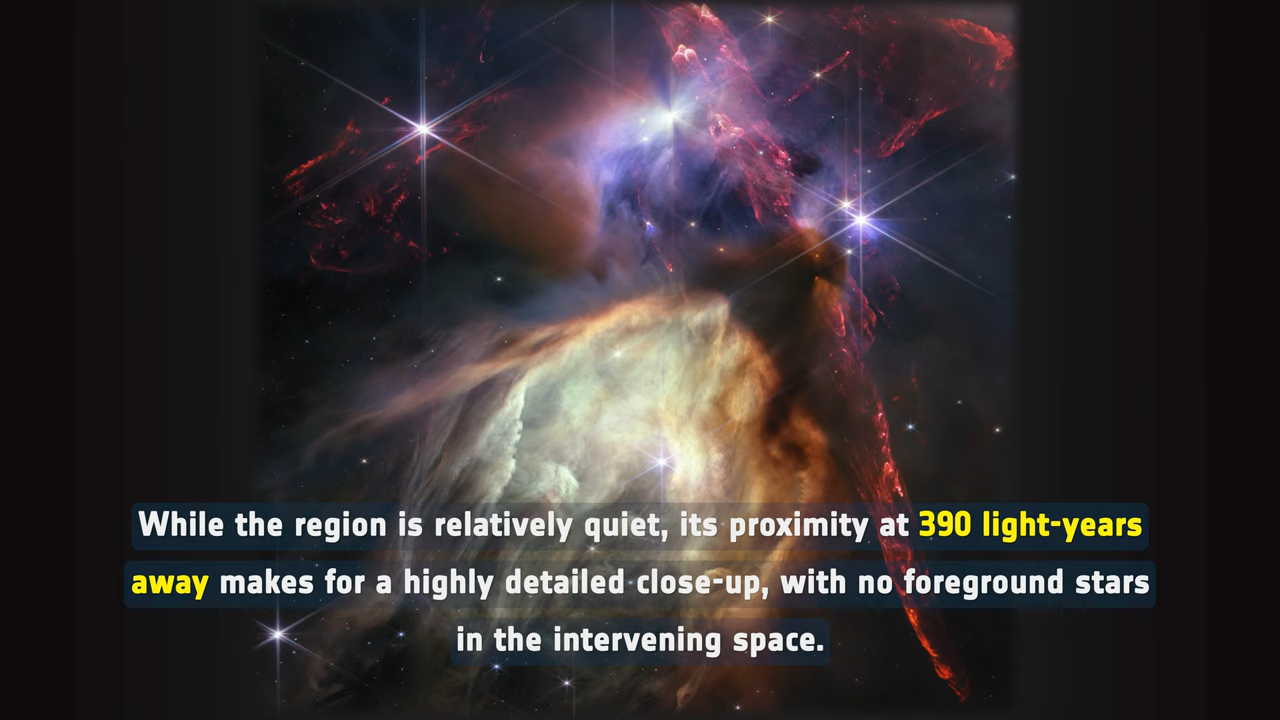 While the region is relatively quiet, its proximity at 390 light-years
away makes for a highly detailed close-up, with no foreground stars
in the intervening space.